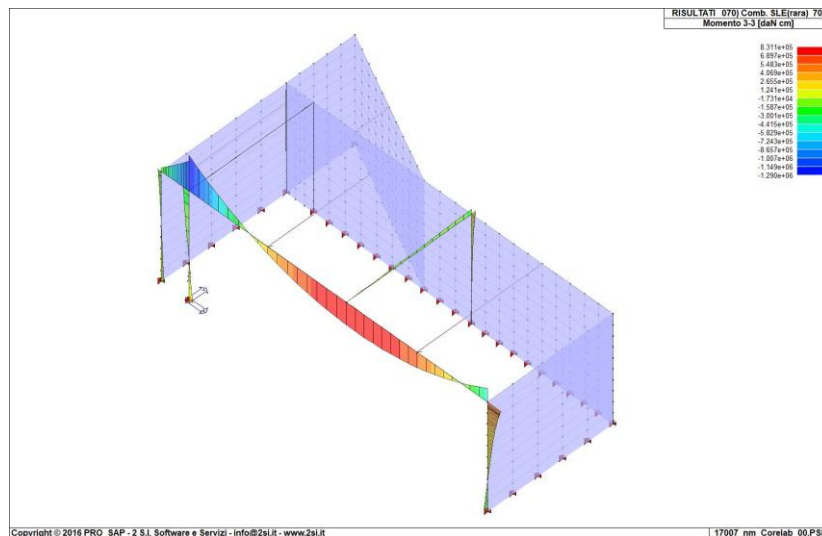 RISULTATI 070) Comb. SLE(rara) 70
Momento 3-3 [daN cm]
8.311e+05
6.897e+05
5.483e+05
4.069e+05
2.655e+05
1.241e+05
-1.731e+04
-1.587e+05
-3.001e+05
-4.415e+05
-5.829e+05
-7.243e+05
-8.657e+05
-1.007e+06
-1.149e+06
-1.290e+06
Copyright © 2016 PRO_SAP - 2 S.I. Software e Servizi - info@2si.it - www.2si.it
17007_nm_Corelab_00.PS